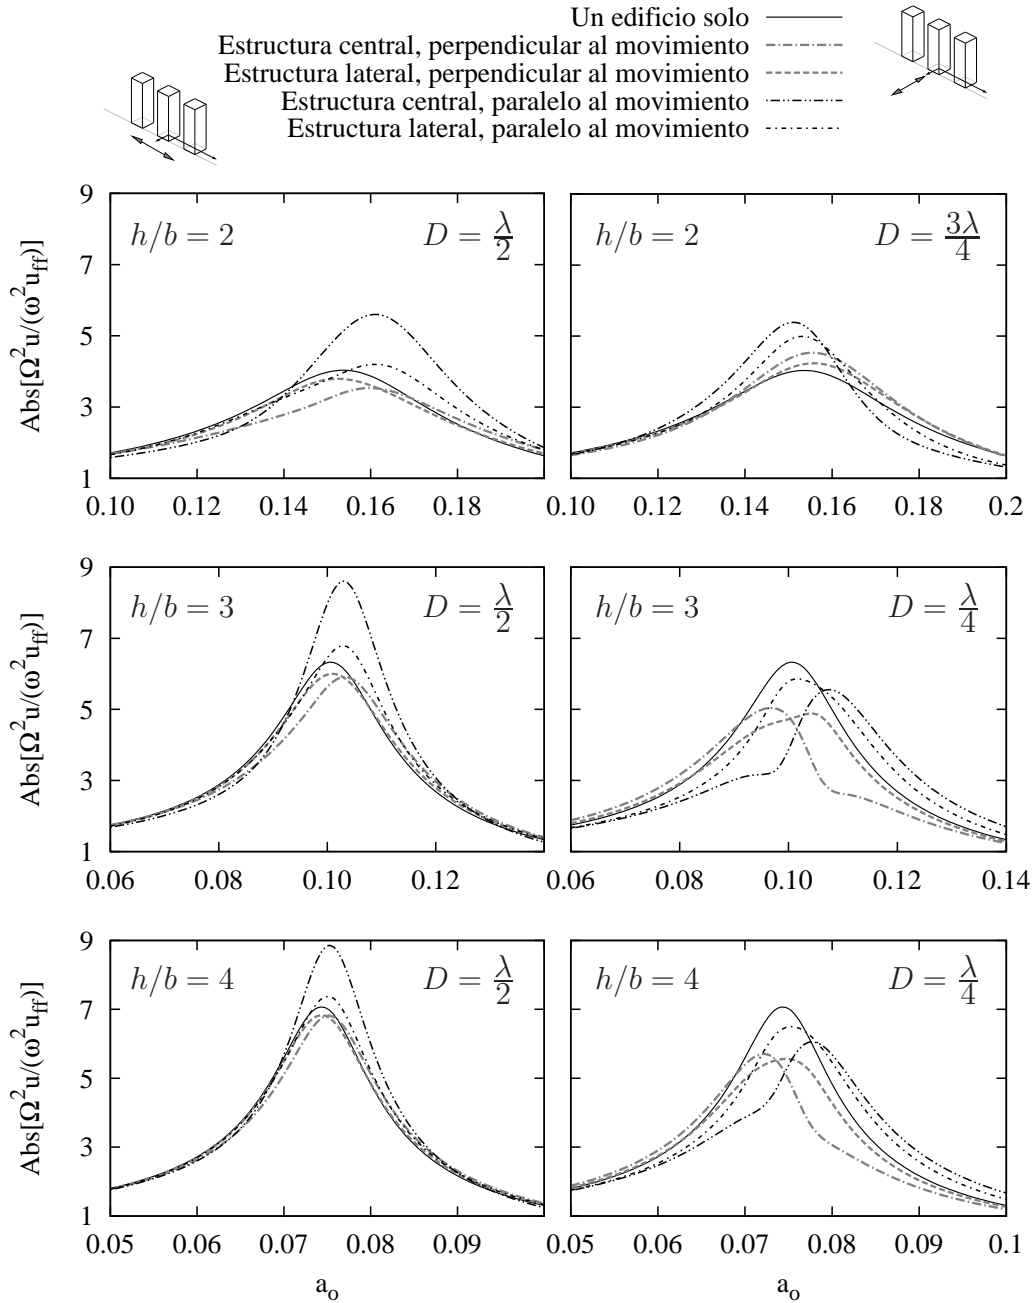 Un edificio solo
Estructura central, perpendicular al movimiento
Estructura lateral, perpendicular al movimiento
Estructura central, paralelo al movimiento
Estructura lateral, paralelo al movimiento
Abs[Ω²u/(ω²u_ff)]
9
7
5
3
1
h/b = 2
D = λ/2
0.10 0.12 0.14 0.16 0.18
h/b = 2
D = 3λ/4
0.10 0.12 0.14 0.16 0.18 0.2
Abs[Ω²u/(ω²u_ff)]
9
7
5
3
1
h/b = 3
D = λ/2
0.06 0.08 0.10 0.12
h/b = 3
D = λ/4
0.06 0.08 0.10 0.12 0.14
Abs[Ω²u/(ω²u_ff)]
9
7
5
3
1
h/b = 4
D = λ/2
0.05 0.06 0.07 0.08 0.09
a_o
h/b = 4
D = λ/4
0.05 0.06 0.07 0.08 0.09 0.1
a_o